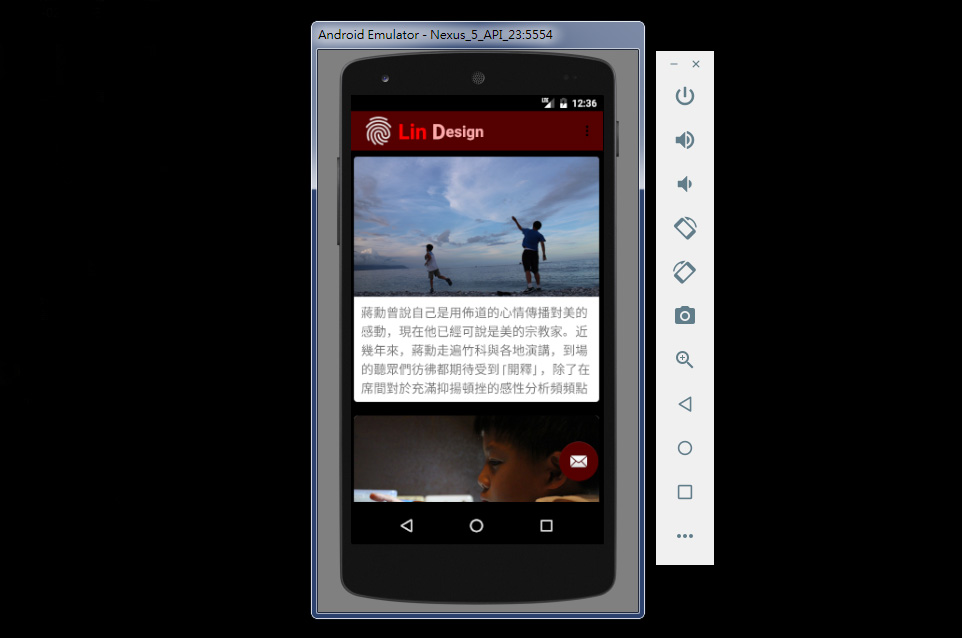 Android Emulator - Nexus_5_API_23:5554
LTE 12:36
Lin Design
蔣勳曾說自己是用佈道的心情傳播對美的
感動，現在他已經可說是美的宗教家。近
幾年來，蔣勳走遍竹科與各地演講，到場
的聽眾們彷彿都期待受到「開釋」，除了在
席間對於充滿抑揚頓挫的感性分析頻頻點